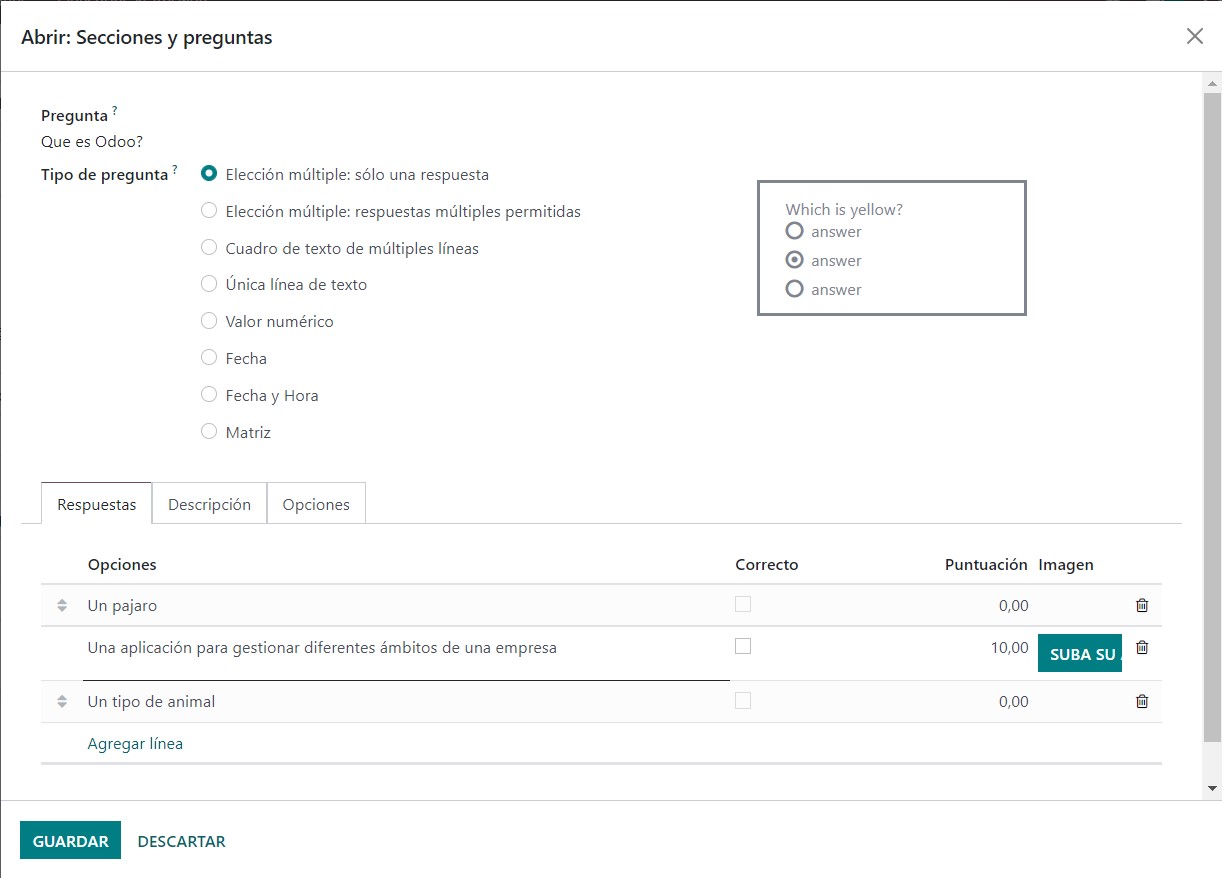 Abrir: Secciones y preguntas
Pregunta ?
Que es Odoo?
Tipo de pregunta ?
Elección múltiple: sólo una respuesta
Elección múltiple: respuestas múltiples permitidas
Cuadro de texto de múltiples líneas
Única línea de texto
Valor numérico
Fecha
Fecha y Hora
Matriz
Which is yellow?
answer
answer
answer
Respuestas Descripción Opciones
Opciones Correcto Puntuación Imagen
Un pajaro 0,00
Una aplicación para gestionar diferentes ámbitos de una empresa 10,00 SUBA SU
Un tipo de animal 0,00
Agregar línea
GUARDAR DESCARTAR